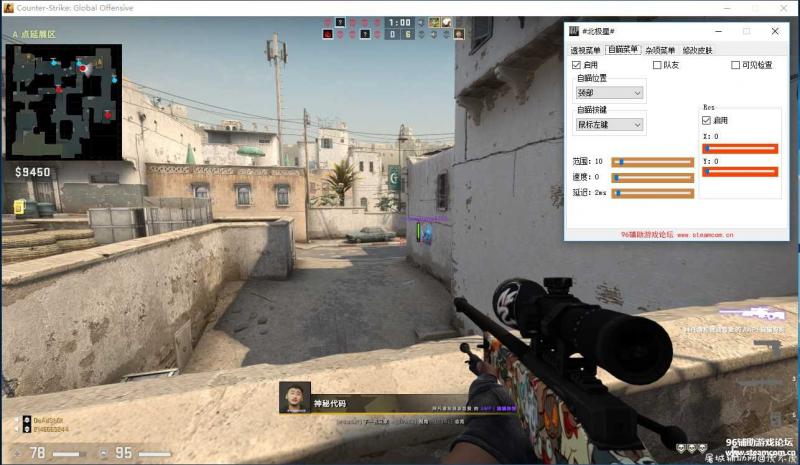 Counter-Strike: Global Offensive
A 点延展区
1:00
0 6
$9450
#北极星#
透视菜单 自瞄菜单 杂项菜单 修改皮肤
启用 队友 可见检查
自瞄位置
颈部
自瞄按键
鼠标左键
Rcs
启用
X: 0
Y: 0
范围: 10
速度: 0
延迟: 2ms
96辅助游戏论坛 www.steamcom.cn
神秘代码
78
95
96辅助游戏论坛
www.steamcom.cn